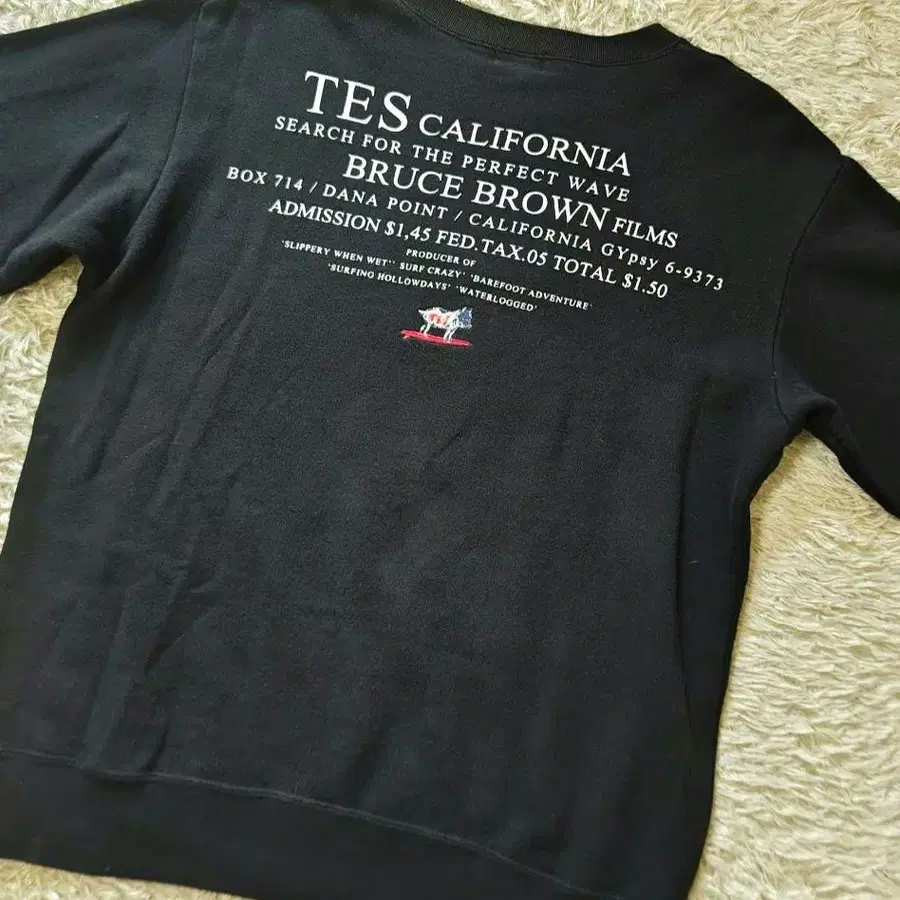 TES CALIFORNIA
SEARCH FOR THE PERFECT WAVE
BRUCE BROWN FILMS
BOX 714 / DANA POINT / CALIFORNIA GYpsy 6-9373
ADMISSION $1,45 FED.TAX.05 TOTAL $1.50
PRODUCER OF
'SLIPPERY WHEN WET'' SURF CRAZY' 'BAREFOOT ADVENTURE'
'SURFING HOLLOWDAYS' 'WATERLOGGED'